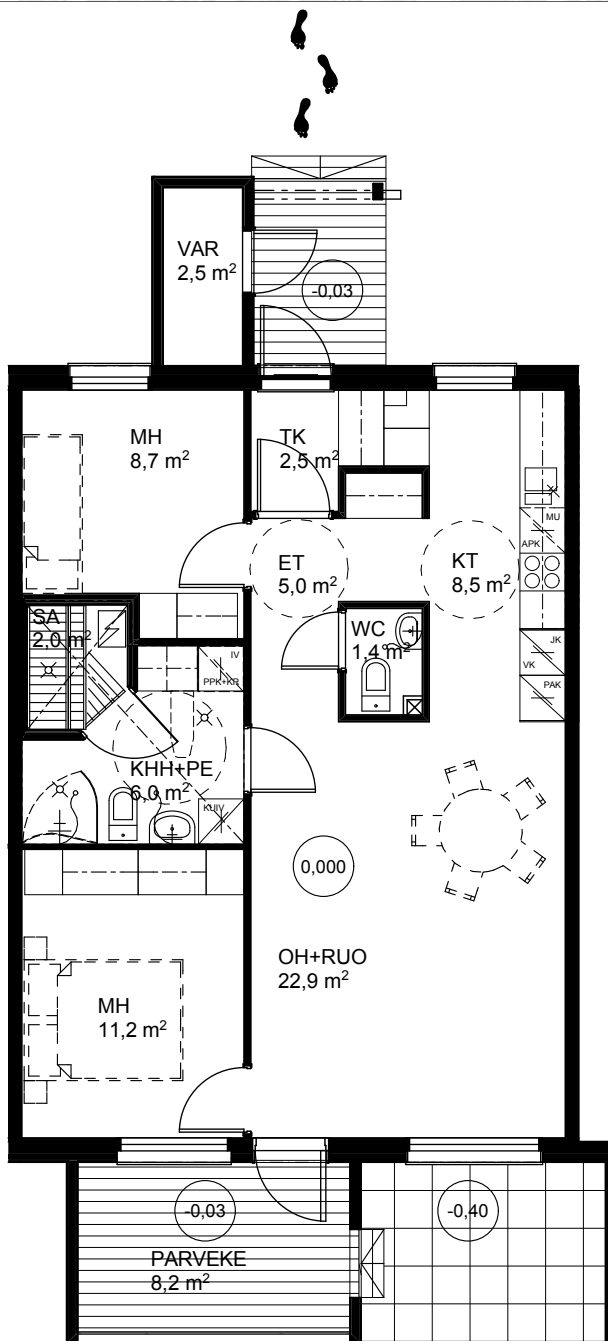 VAR
2,5 m²
-0,03
MH
8,7 m²
TK
2,5 m²
MU
APK
ET
5,0 m²
KT
8,5 m²
SA
2,0 m²
WC
1,4 m²
JK
VK
PAK
IV
PPK+KR
KHH+PE
6,0 m²
KUIV
0,000
OH+RUO
22,9 m²
MH
11,2 m²
-0,03
-0,40
PARVEKE
8,2 m²